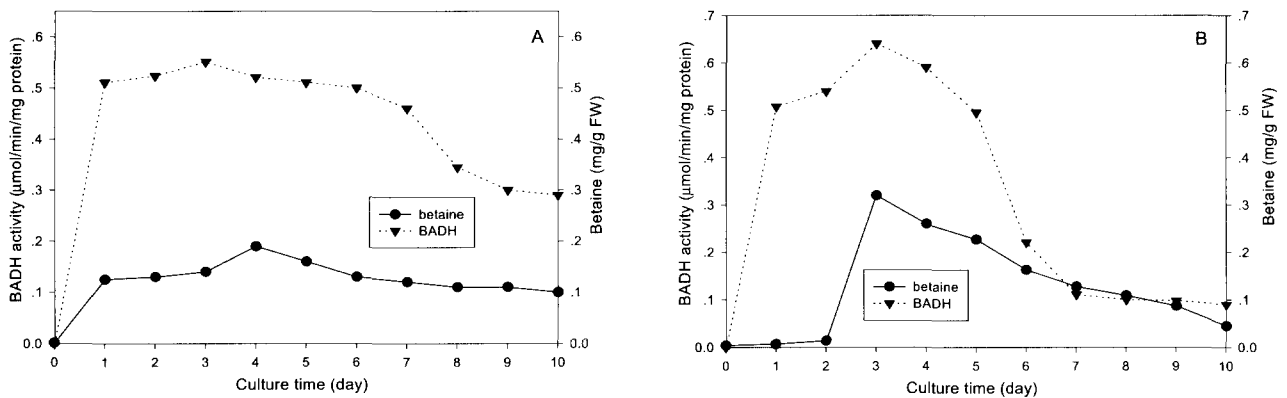 A
BADH activity (μmol/min/mg protein)
.6
.5
.4
.3
.2
.1
0.0
betaine
BADH
.6
.5
.4
.3
.2
.1
0.0
Betaine (mg/g FW)
0 1 2 3 4 5 6 7 8 9 10
Culture time (day)
B
BADH activity (μmol/min/mg protein)
.7
.6
.5
.4
.3
.2
.1
0.0
betaine
BADH
.7
.6
.5
.4
.3
.2
.1
0.0
Betaine (mg/g FW)
0 1 2 3 4 5 6 7 8 9 10
Culture time (day)